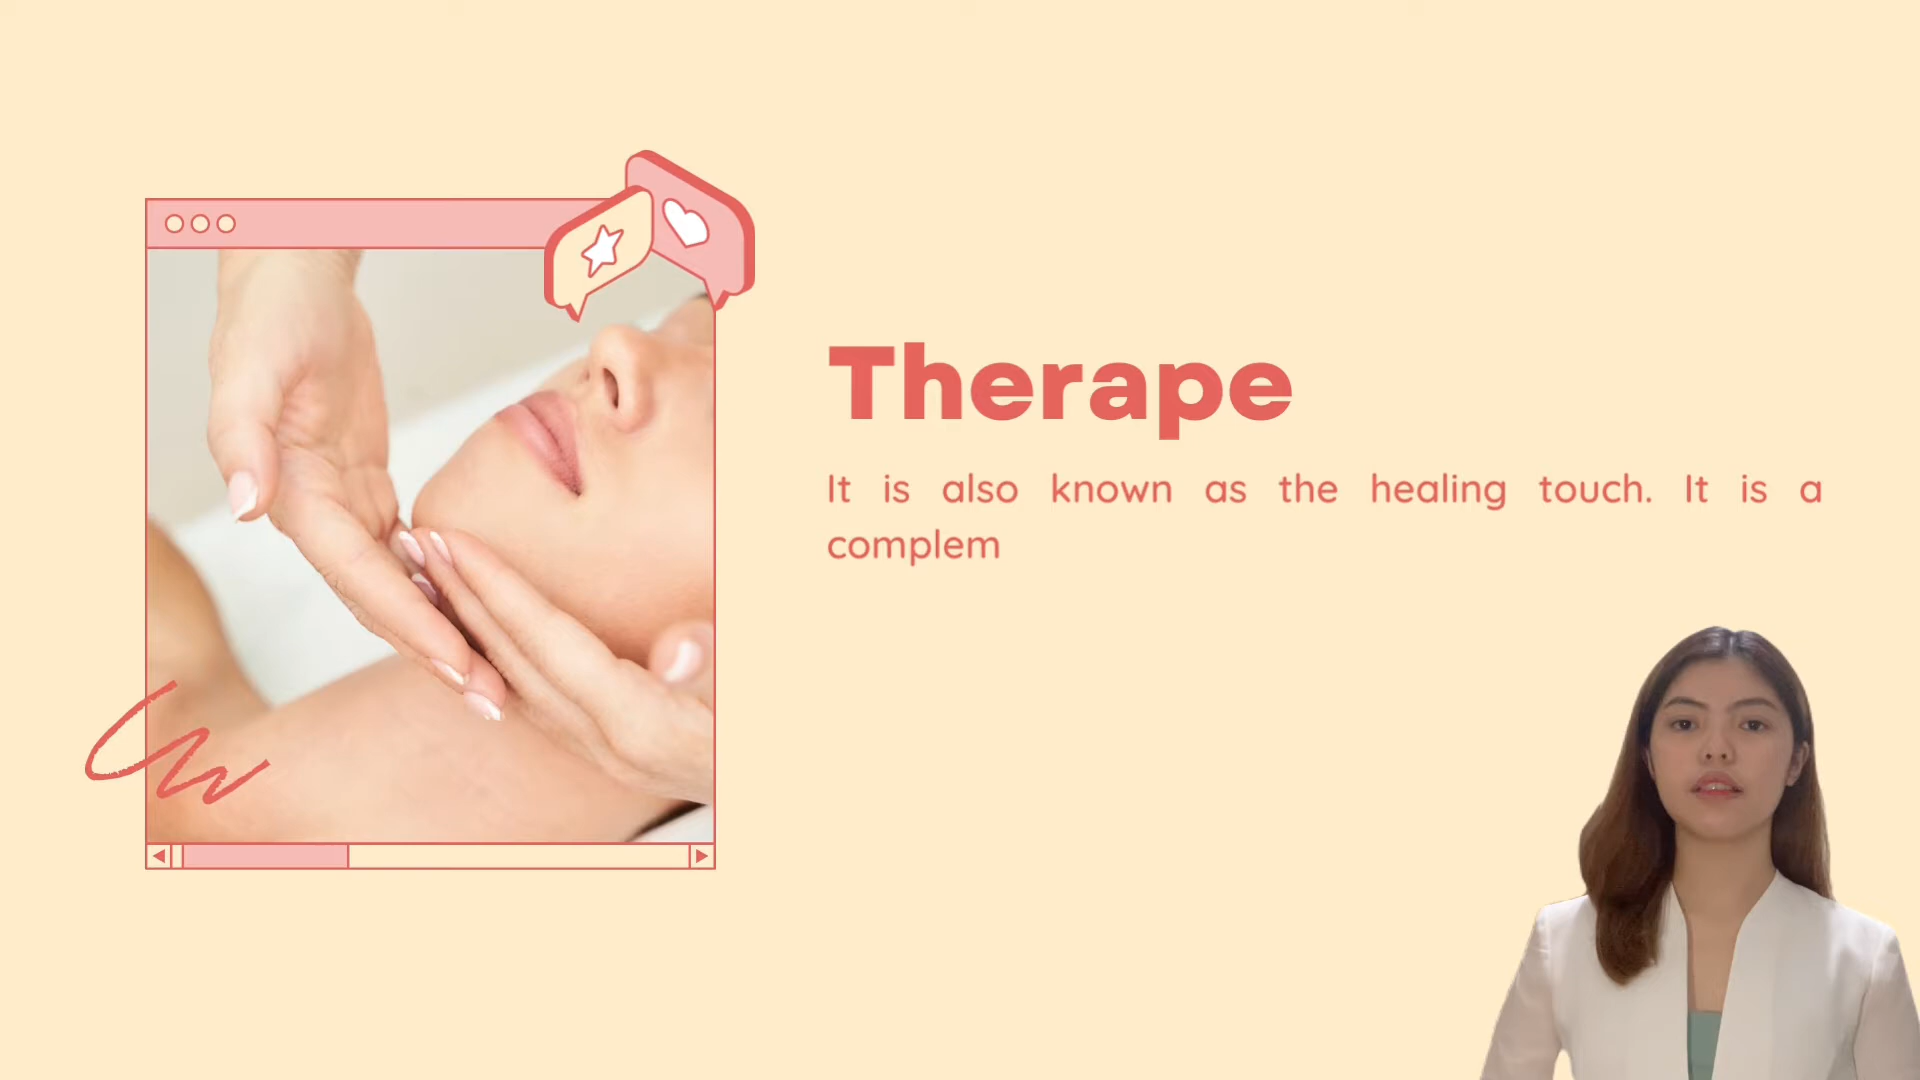 Therape
It is also known as the healing touch. It is a
complem